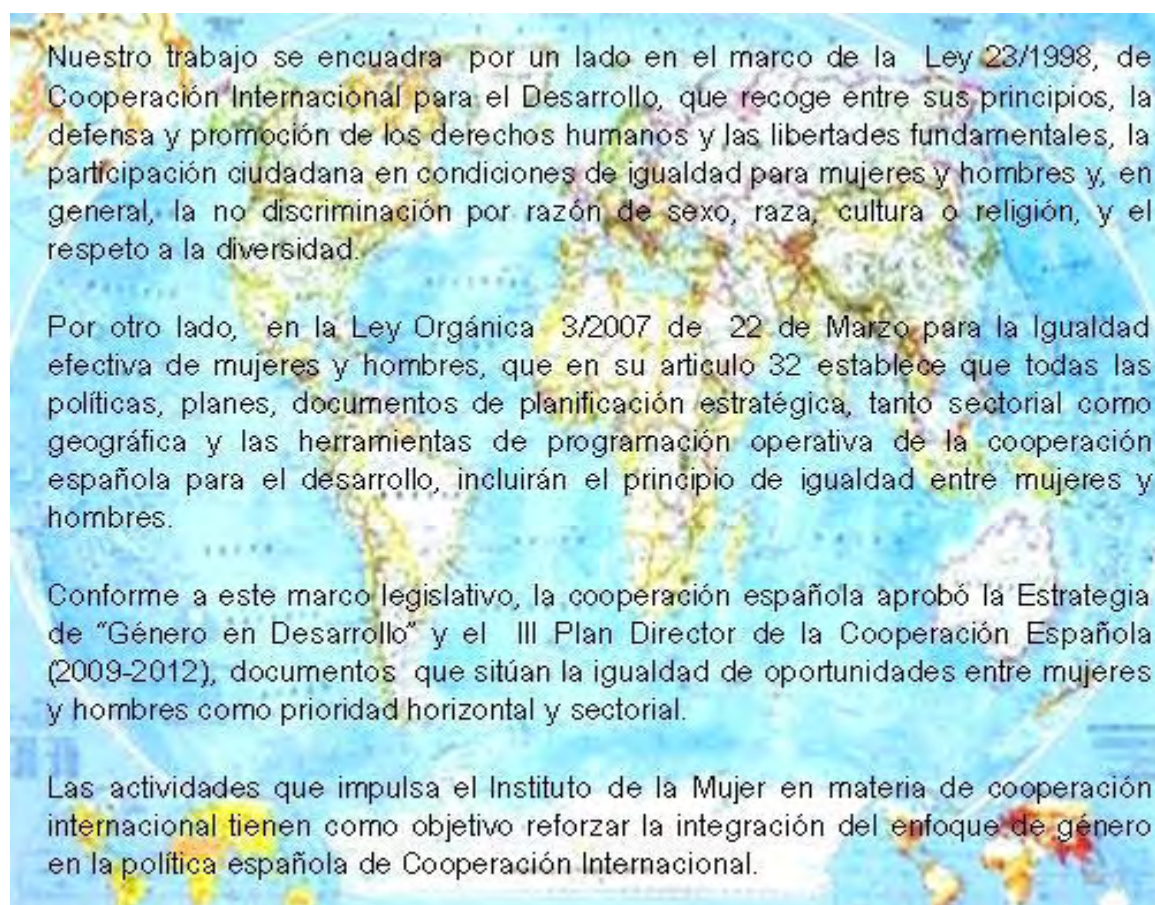 Nuestro trabajo se encuadra por un lado en el marco de la Ley 23/1998, de
Cooperación Internacional para el Desarrollo, que recoge entre sus principios, la
defensa y promoción de los derechos humanos y las libertades fundamentales, la
participación ciudadana en condiciones de igualdad para mujeres y hombres y, en
general, la no discriminación por razón de sexo, raza, cultura o religión, y el
respeto a la diversidad.
Por otro lado, en la Ley Orgánica 3/2007 de 22 de Marzo para la Igualdad
efectiva de mujeres y hombres, que en su articulo 32 establece que todas las
políticas, planes, documentos de planificación estratégica, tanto sectorial como
geográfica y las herramientas de programación operativa de la cooperación
española para el desarrollo, incluirán el principio de igualdad entre mujeres y
hombres.
Conforme a este marco legislativo, la cooperación española aprobó la Estrategia
de “Género en Desarrollo” y el III Plan Director de la Cooperación Española
(2009-2012), documentos que sitúan la igualdad de oportunidades entre mujeres
y hombres como prioridad horizontal y sectorial.
Las actividades que impulsa el Instituto de la Mujer en materia de cooperación
internacional tienen como objetivo reforzar la integración del enfoque de género
en la política española de Cooperación Internacional.